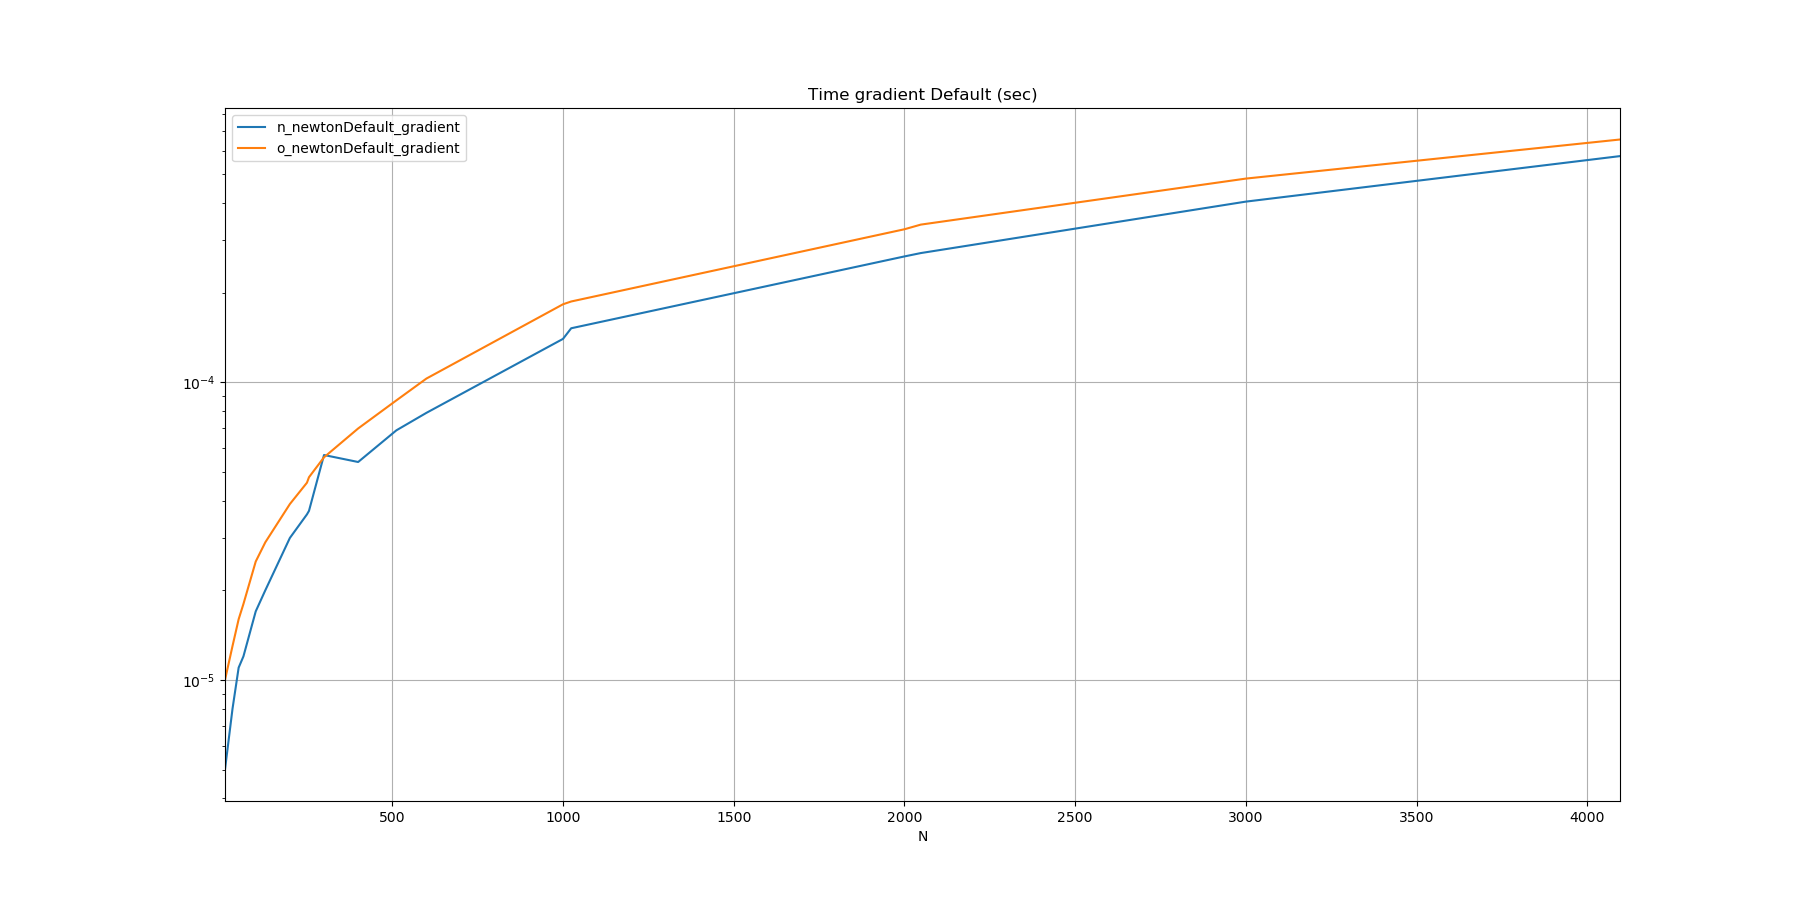 Time gradient Default (sec)
n_newtonDefault_gradient
o_newtonDefault_gradient
10⁻⁴
10⁻⁵
500 1000 1500 2000 2500 3000 3500 4000
N